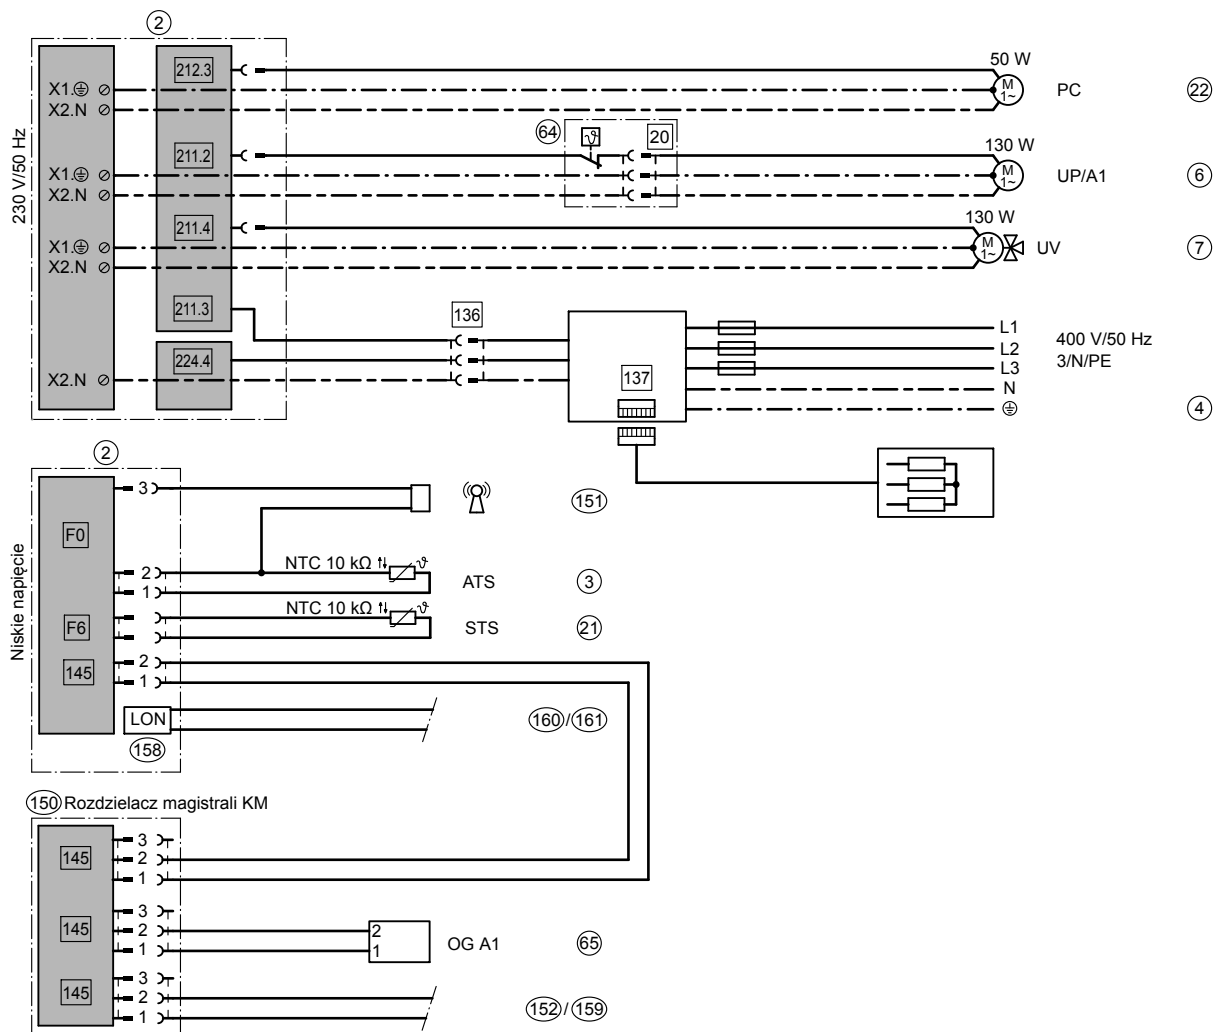 2
230 V/50 Hz
212.3
50 W
X1.
X2.N
M
1~
PC
22
64
ϑ
20
211.2
130 W
X1.
X2.N
M
1~
UP/A1
6
211.4
130 W
X1.
X2.N
M
1~
UV
7
211.3
136
L1
L2
L3
N
400 V/50 Hz
3/N/PE
224.4
X2.N
137
4
2
Niskie napięcie
3
151
F0
2
1
NTC 10 kΩ
ϑ
ATS
3
F6
NTC 10 kΩ
ϑ
STS
21
145
2
1
LON
158
160/161
150 Rozdzielacz magistrali KM
145
3
2
1
145
3
2
1
2
1
OG A1
65
145
3
2
1
152/159